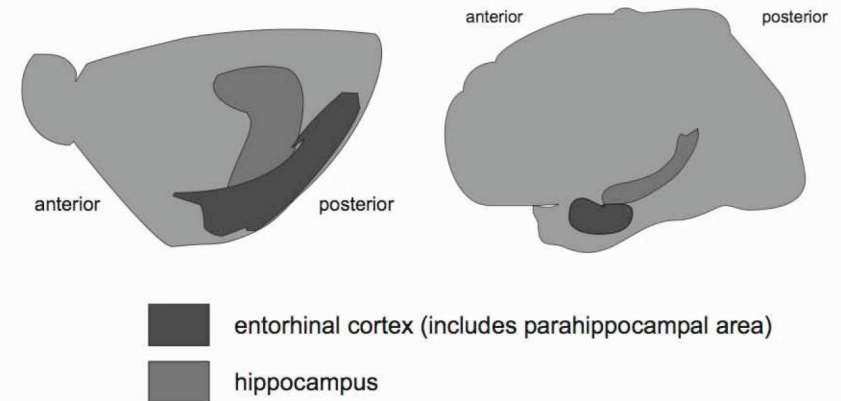 anterior
posterior
anterior
posterior
entorhinal cortex (includes parahippocampal area)
hippocampus